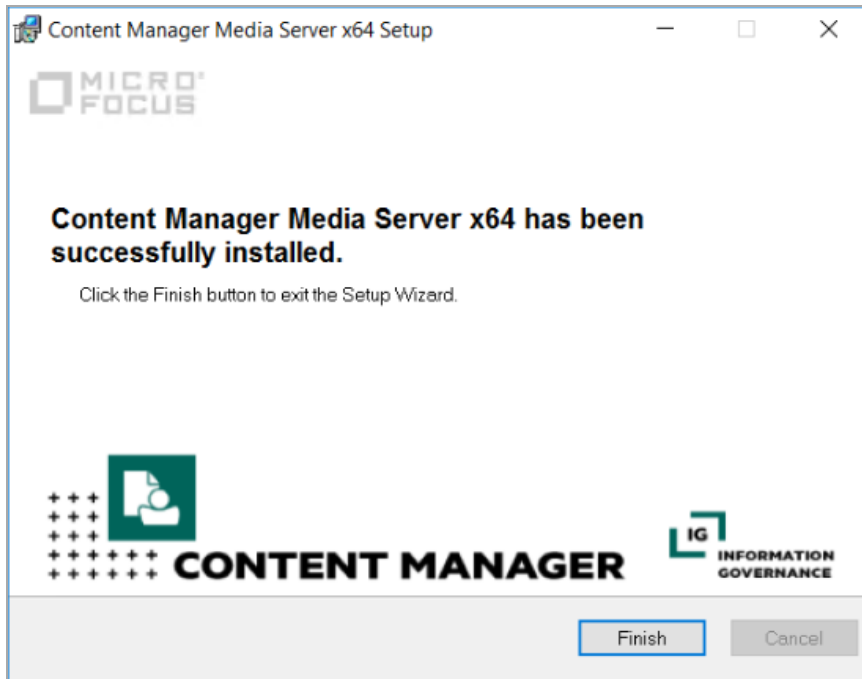 Content Manager Media Server x64 Setup
MICRO
FOCUS
Content Manager Media Server x64 has been
successfully installed.
Click the Finish button to exit the Setup Wizard.
CONTENT MANAGER
IG
INFORMATION
GOVERNANCE
Finish
Cancel